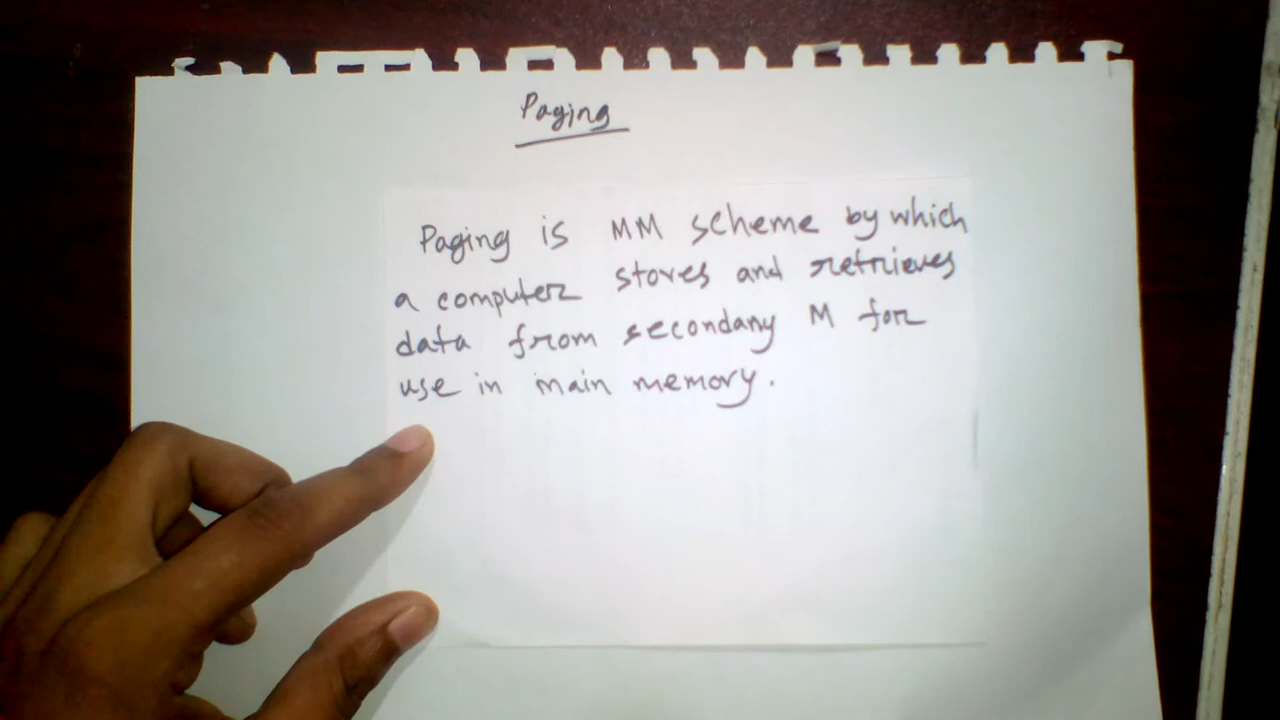 Paging
Paging is MM scheme by which
a computer stores and retrieves
data from secondary M for
use in main memory.